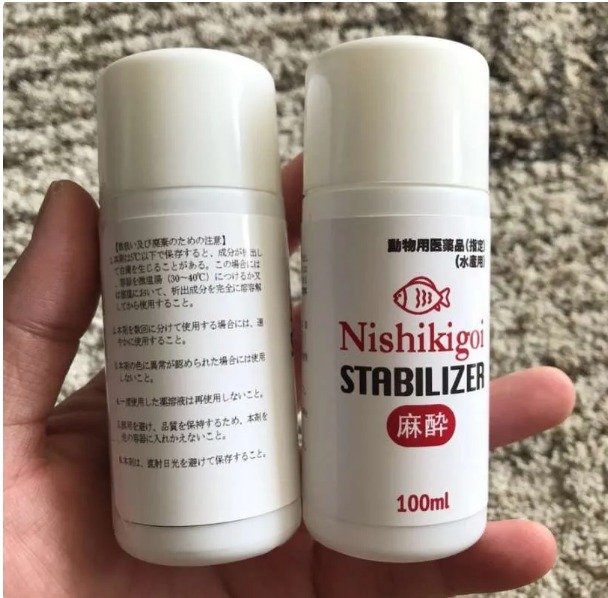 【取扱い及び廃棄のための注意】
1.本剤は5℃以下で保存すると、成分が析出し
て白濁を生じることがある。この場合には
、容器を微温湯（30～40℃）につけるか又
は室温において、析出成分を完全に溶容解
してから使用すること。
2.本剤を数回に分けて使用する場合には、速
やかに使用すること。
3.本剤の色に異常が認められた場合には使用
しないこと。
4.一度使用した薬溶液は再使用しないこと。
を避け、品質を保持するため、本剤を
他の容器に入れかえないこと。
6.本剤は、直射日光を避けて保存すること。
動物用医薬品(指定)
(水産用)
Nishikigoi
STABILIZER
麻酔
100ml